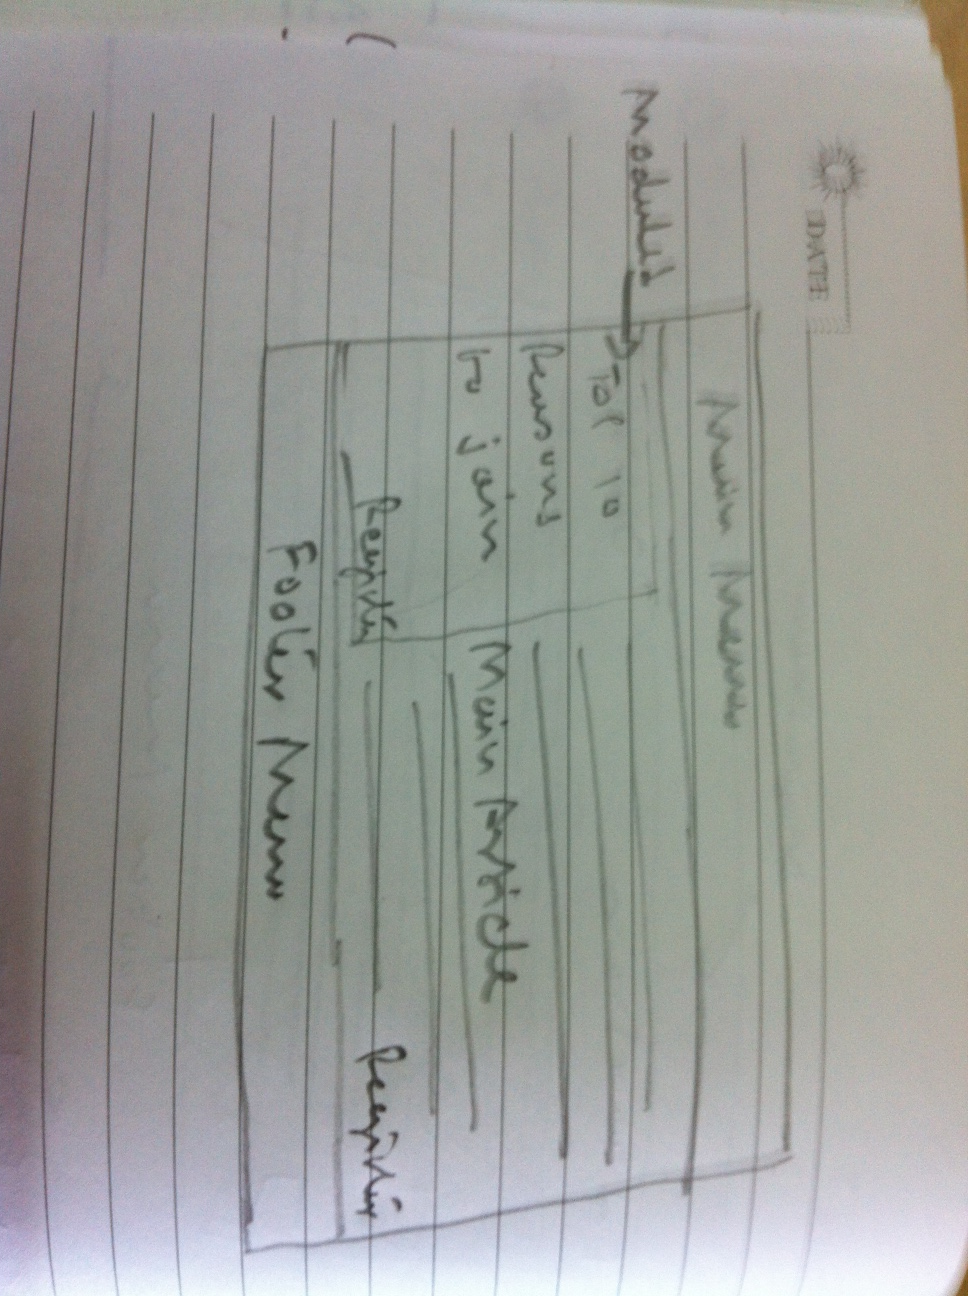 DATE
Main Menu
Modules
TOP 10
Reasons
to join
Main Article
Register
Register
Footer Menu